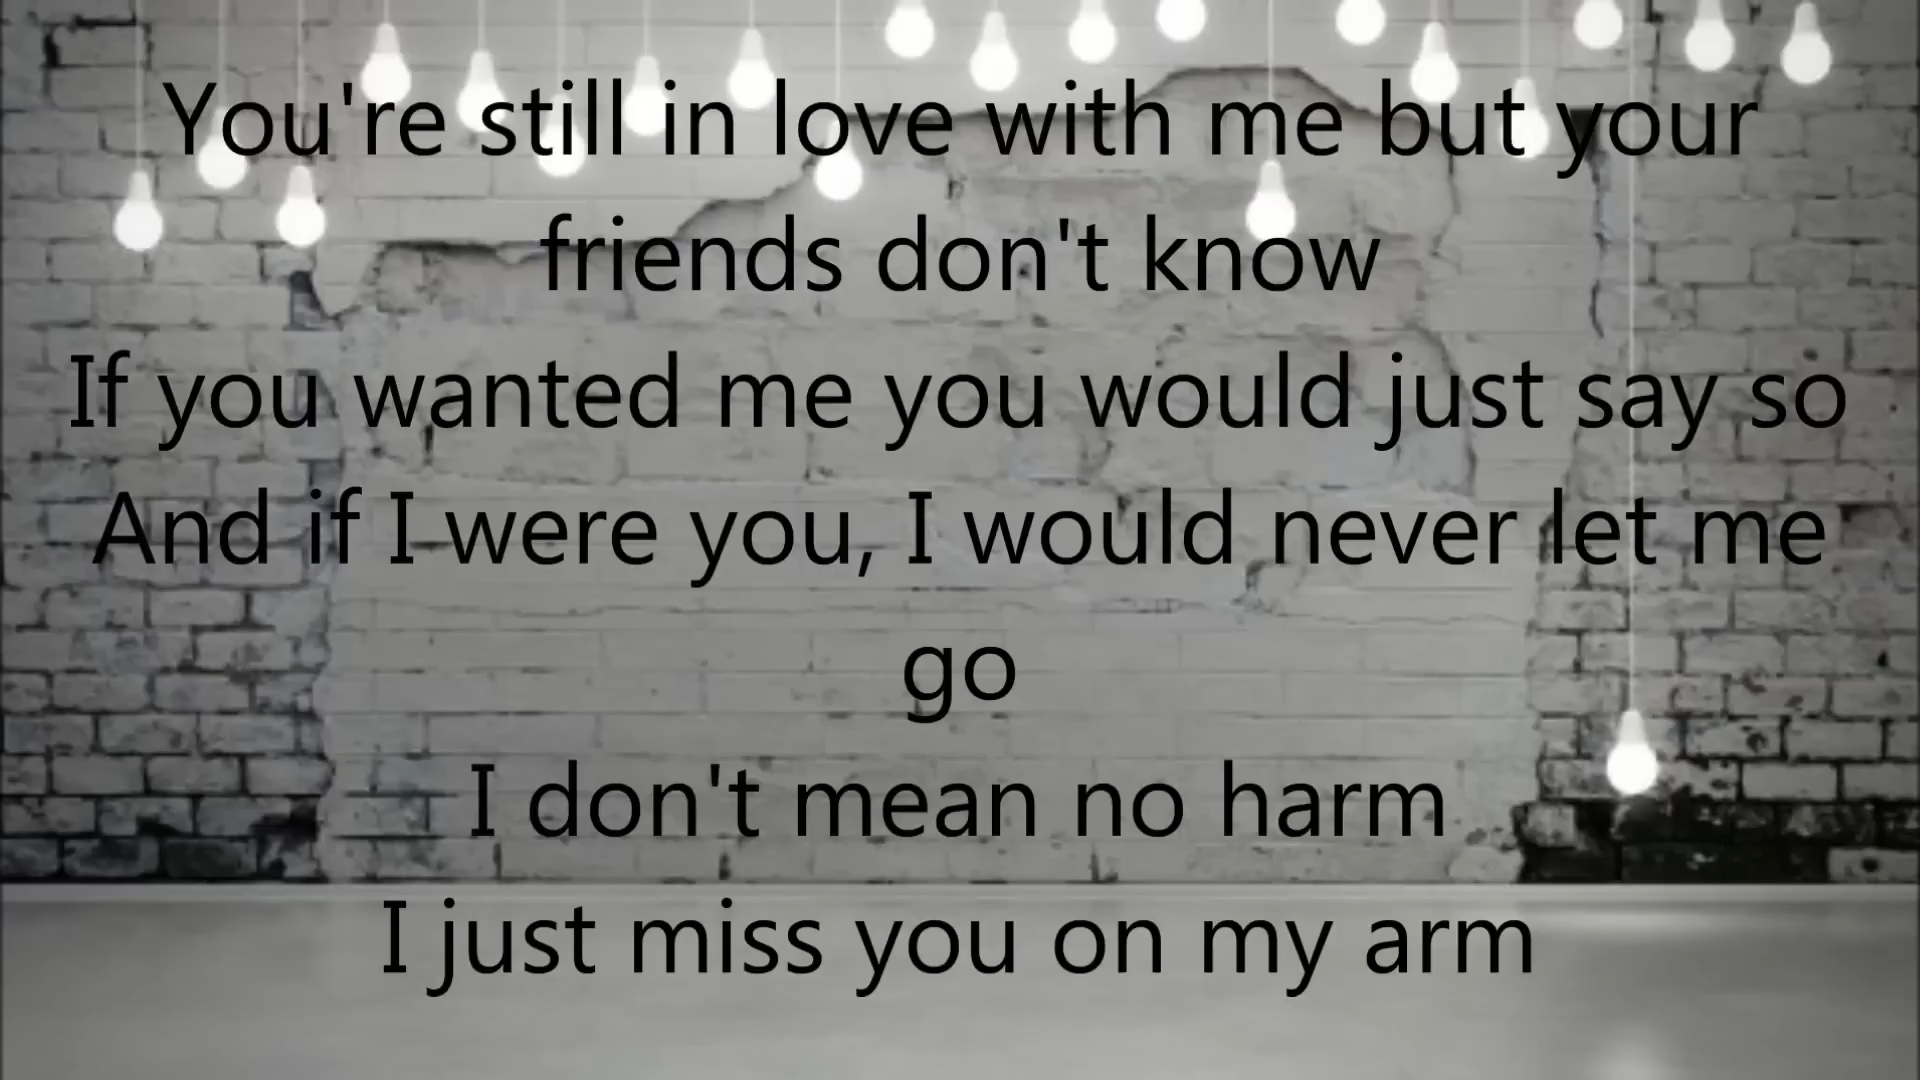 You're still in love with me but your
friends don't know
If you wanted me you would just say so
And if I were you, I would never let me
go
I don't mean no harm
I just miss you on my arm